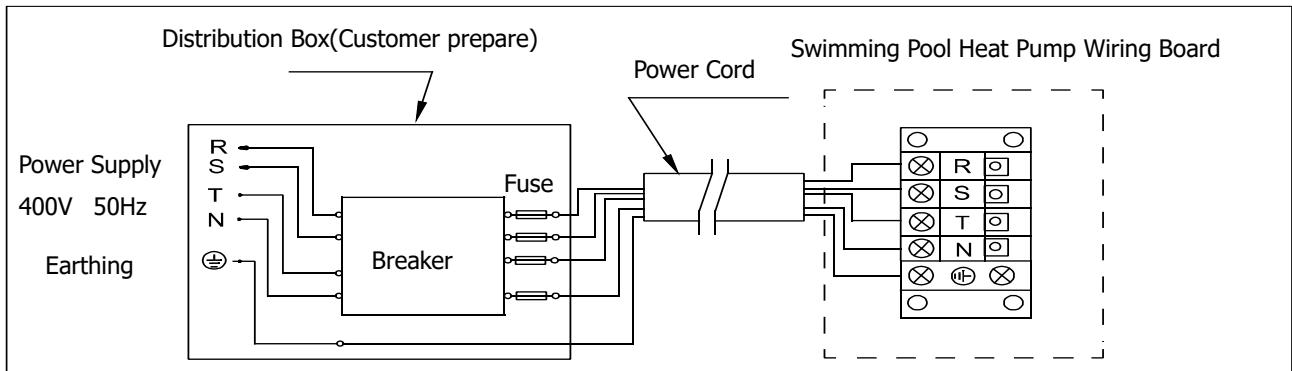 Distribution Box(Customer prepare)
Swimming Pool Heat Pump Wiring Board
Power Cord
R
S
T
N
Power Supply
400V 50Hz
Earthing
Fuse
Breaker
R
S
T
N